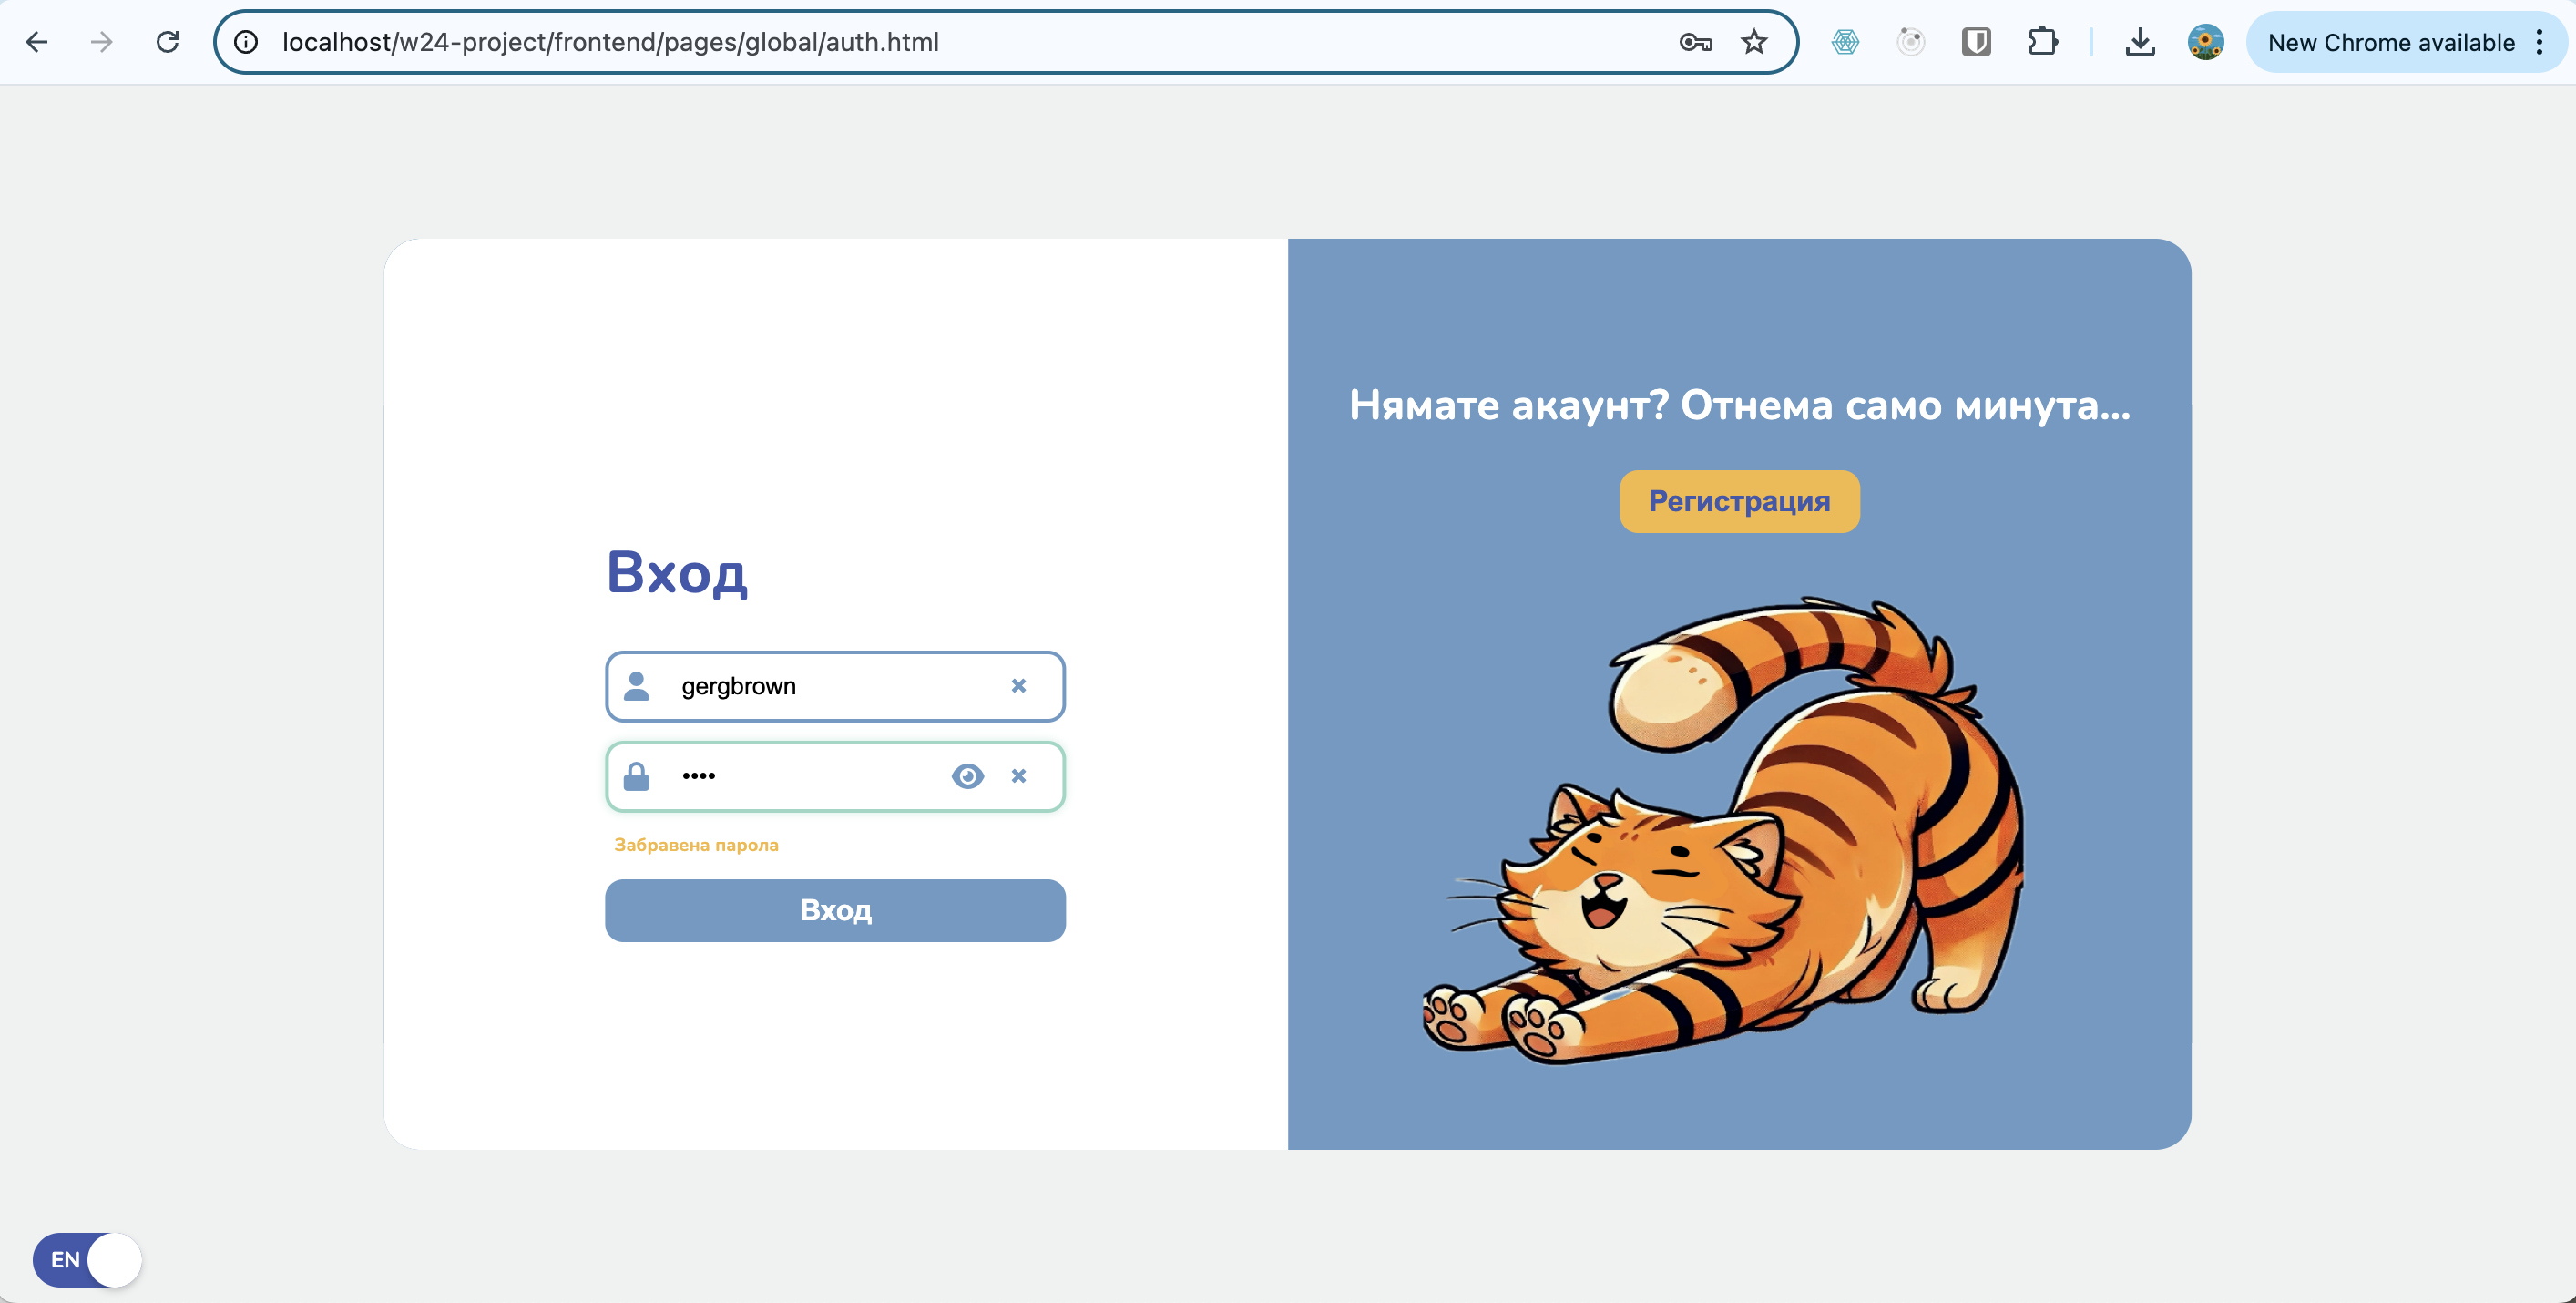 localhost/w24-project/frontend/pages/global/auth.html
New Chrome available
Вход
gergbrown
••••
Забравена парола
Вход
Нямате акаунт? Отнема само минута...
Регистрация
EN